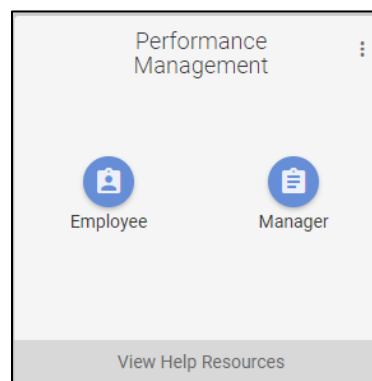 Performance
Management
Employee
Manager
View Help Resources